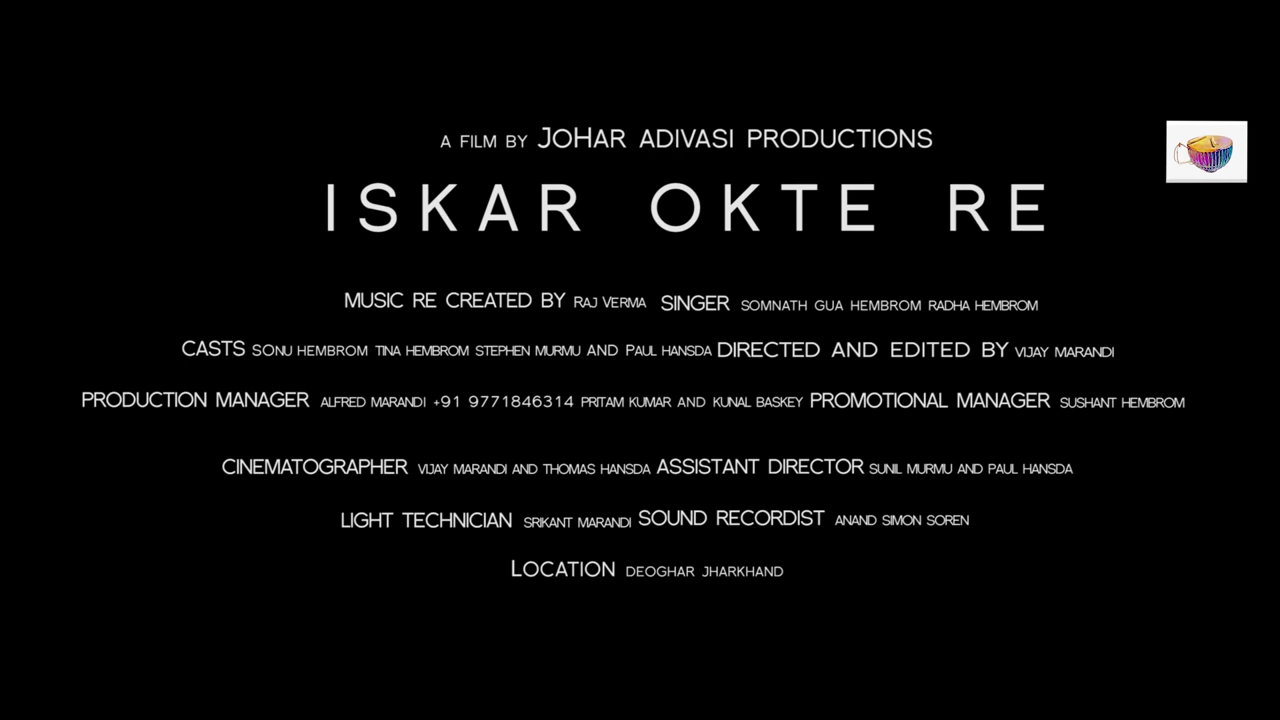 A FILM BY JOHAR ADIVASI PRODUCTIONS
ISKAR OKTE RE
MUSIC RE CREATED BY RAJ VERMA SINGER SOMNATH GUA HEMBROM RADHA HEMBROM
CASTS SONU HEMBROM TINA HEMBROM STEPHEN MURMU AND PAUL HANSDA DIRECTED AND EDITED BY VIJAY MARANDI
PRODUCTION MANAGER ALFRED MARANDI +91 9771846314 PRITAM KUMAR AND KUNAL BASKEY PROMOTIONAL MANAGER SUSHANT HEMBROM
CINEMATOGRAPHER VIJAY MARANDI AND THOMAS HANSDA ASSISTANT DIRECTOR SUNIL MURMU AND PAUL HANSDA
LIGHT TECHNICIAN SRIKANT MARANDI SOUND RECORDIST ANAND SIMON SOREN
LOCATION DEOGHAR JHARKHAND